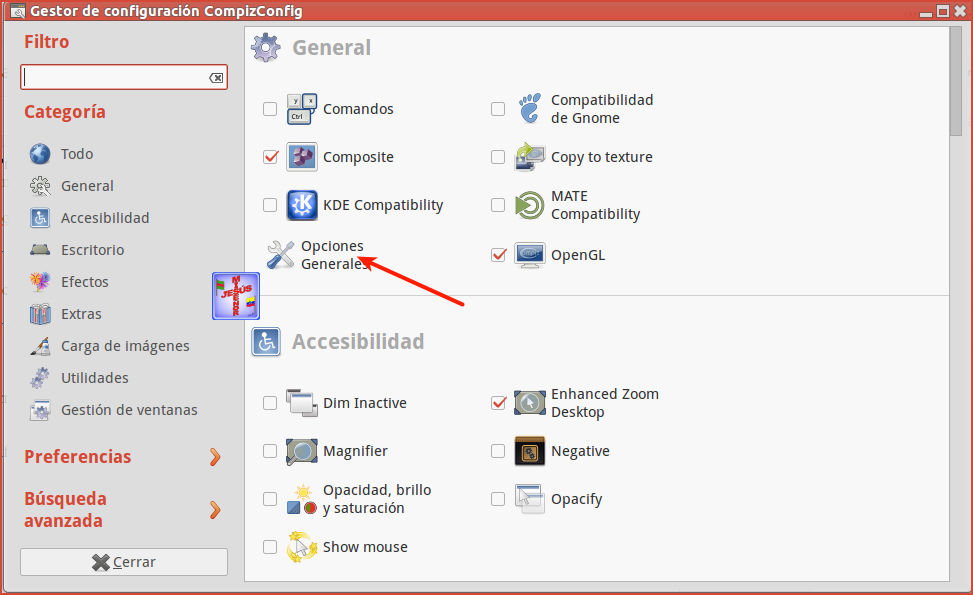 Gestor de configuración CompizConfig
Filtro
Categoría
Todo
General
Accesibilidad
Escritorio
Efectos
Extras
Carga de imágenes
Utilidades
Gestión de ventanas
Preferencias
Búsqueda
avanzada
Cerrar
JESÚS
General
y x
Ctrl
Comandos
Compatibilidad
de Gnome
Composite
Copy to texture
KDE Compatibility
MATE
Compatibility
Opciones
Generales
OpenGL
Accesibilidad
Dim Inactive
Enhanced Zoom
Desktop
Magnifier
Negative
Opacidad, brillo
y saturación
Opacify
Show mouse